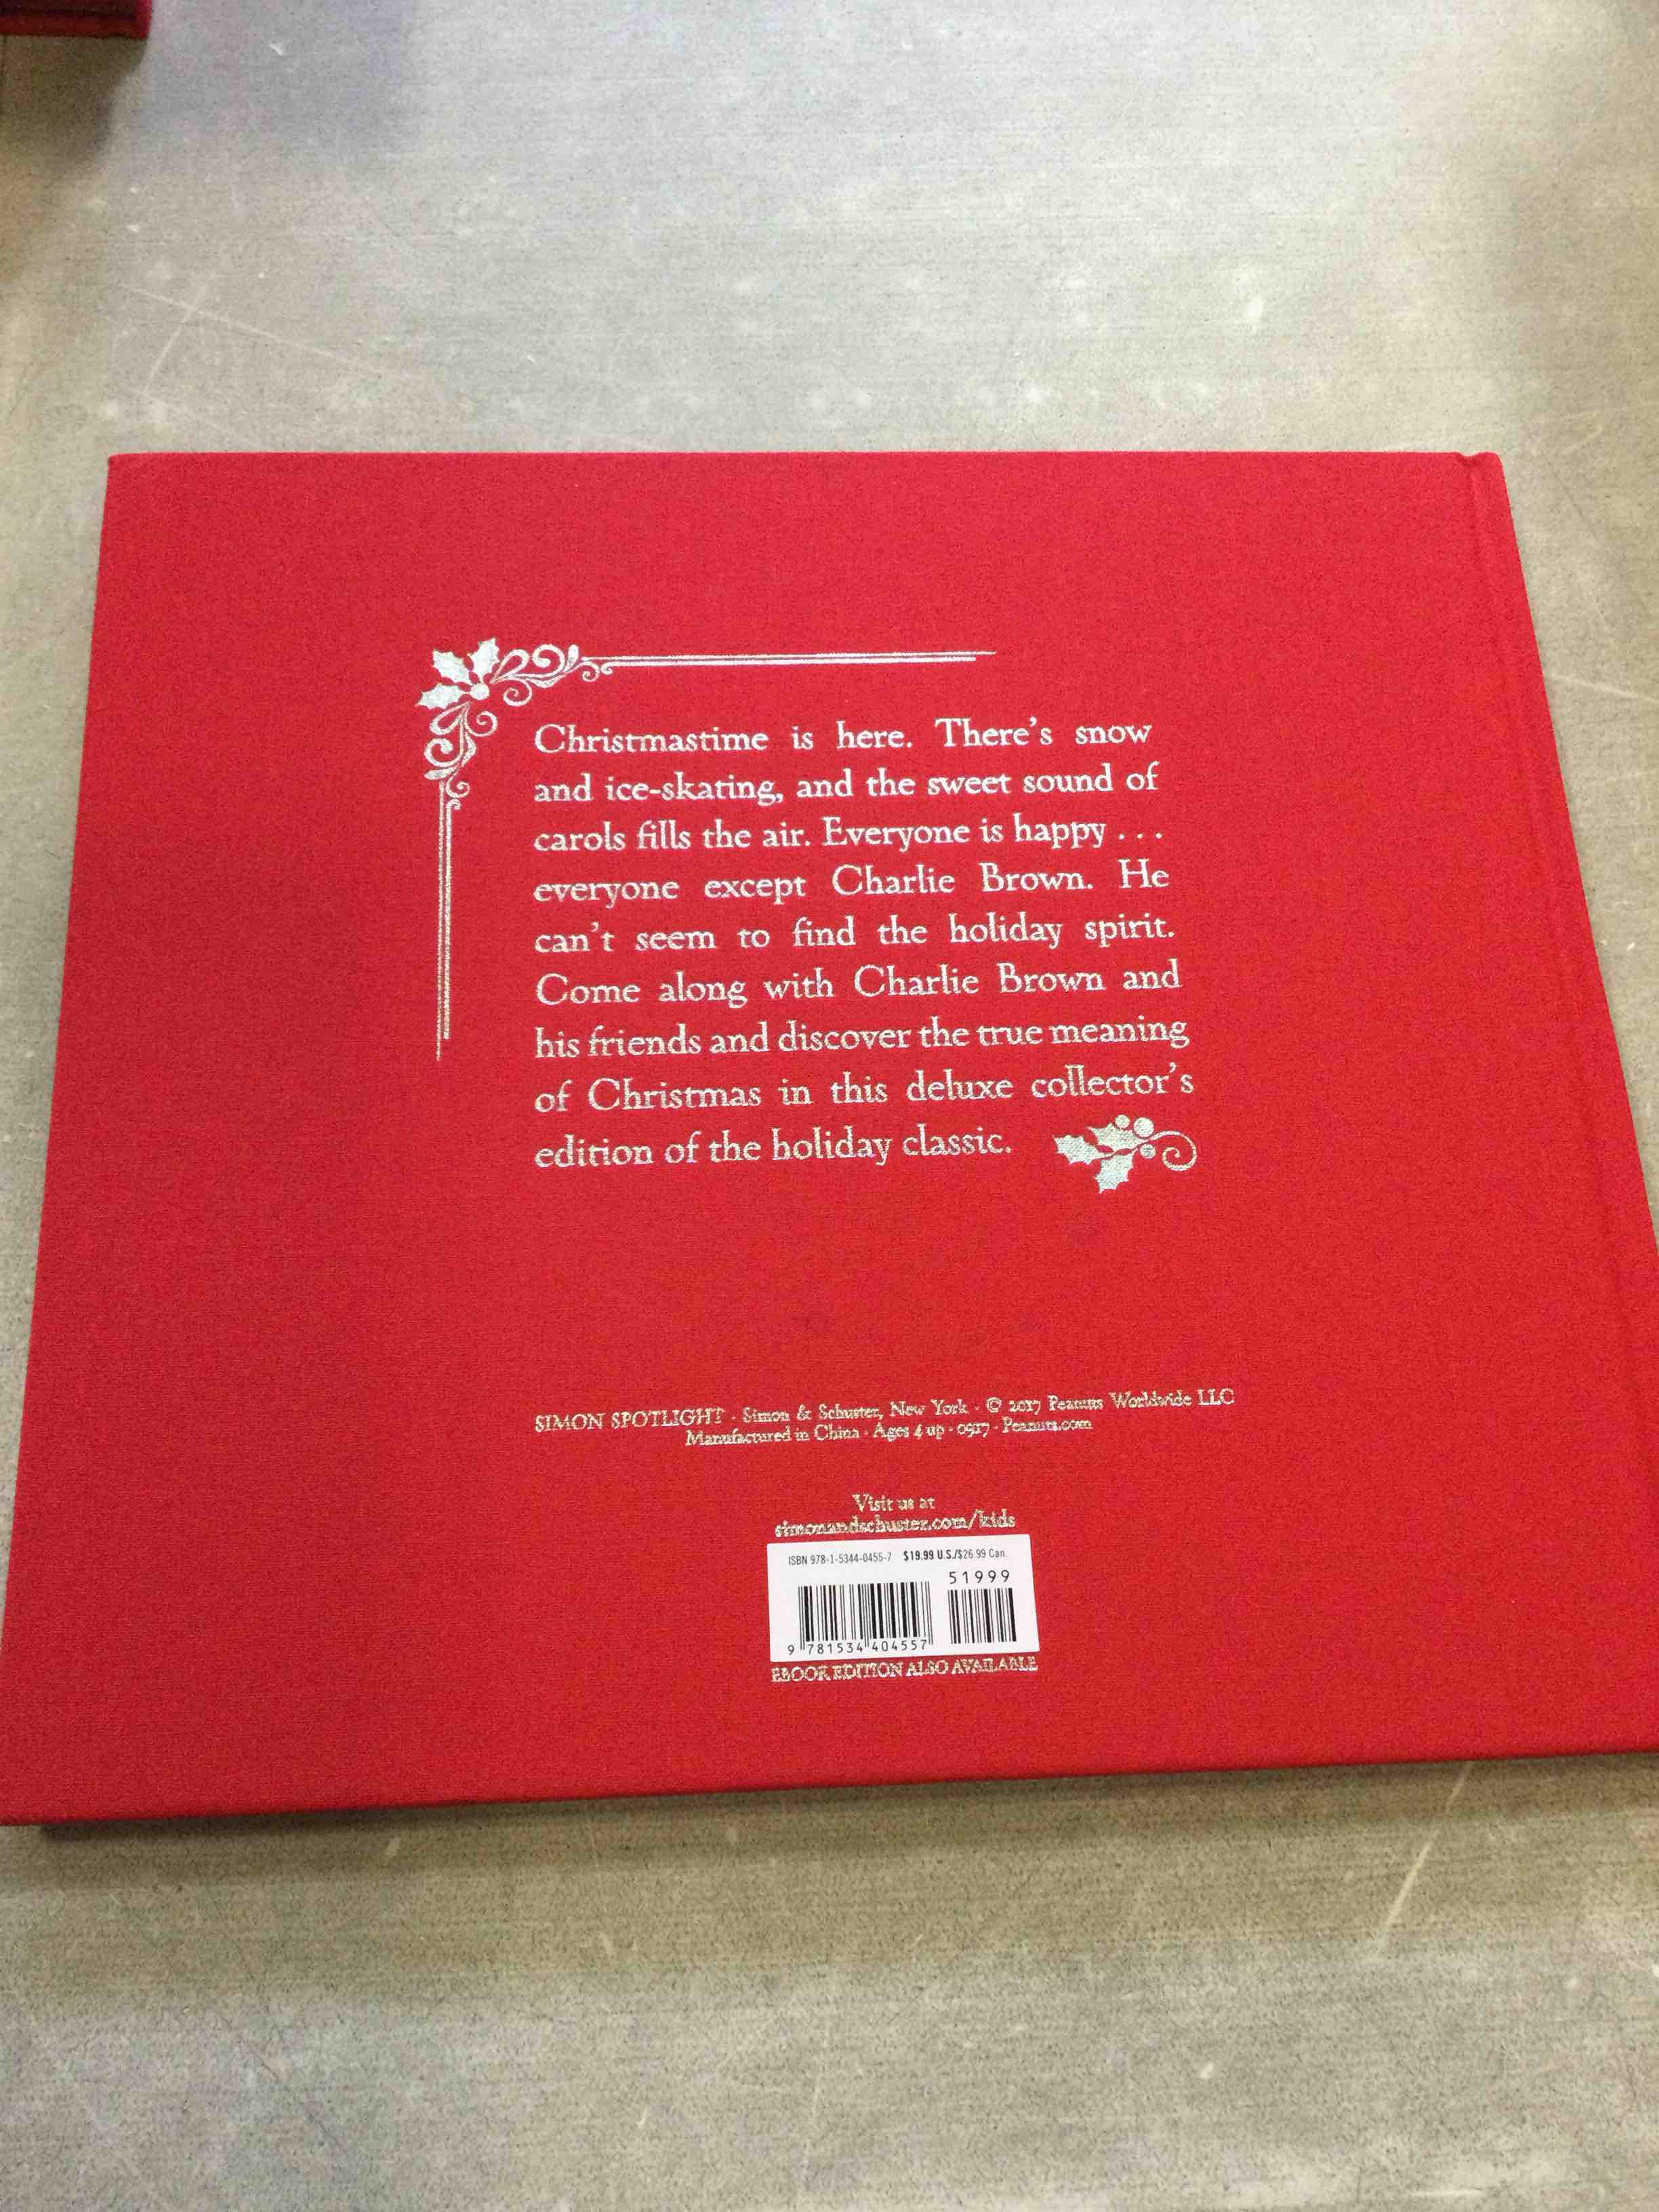 Christmastime is here. There's snow
and ice-skating, and the sweet sound of
carols fills the air. Everyone is happy . . .
everyone except Charlie Brown. He
can't seem to find the holiday spirit.
Come along with Charlie Brown and
his friends and discover the true meaning
of Christmas in this deluxe collector's
edition of the holiday classic.
SIMON SPOTLIGHT · Simon & Schuster, New York · © 2017 Peanuts Worldwide LLC
Manufactured in China · Ages 4 up · 0917 · Peanuts.com
Visit us at
simonandschuster.com/kids
ISBN 978-1-5344-0455-7 $19.99 U.S./$26.99 Can.
51999
9 781534 404557
EBOOK EDITION ALSO AVAILABLE